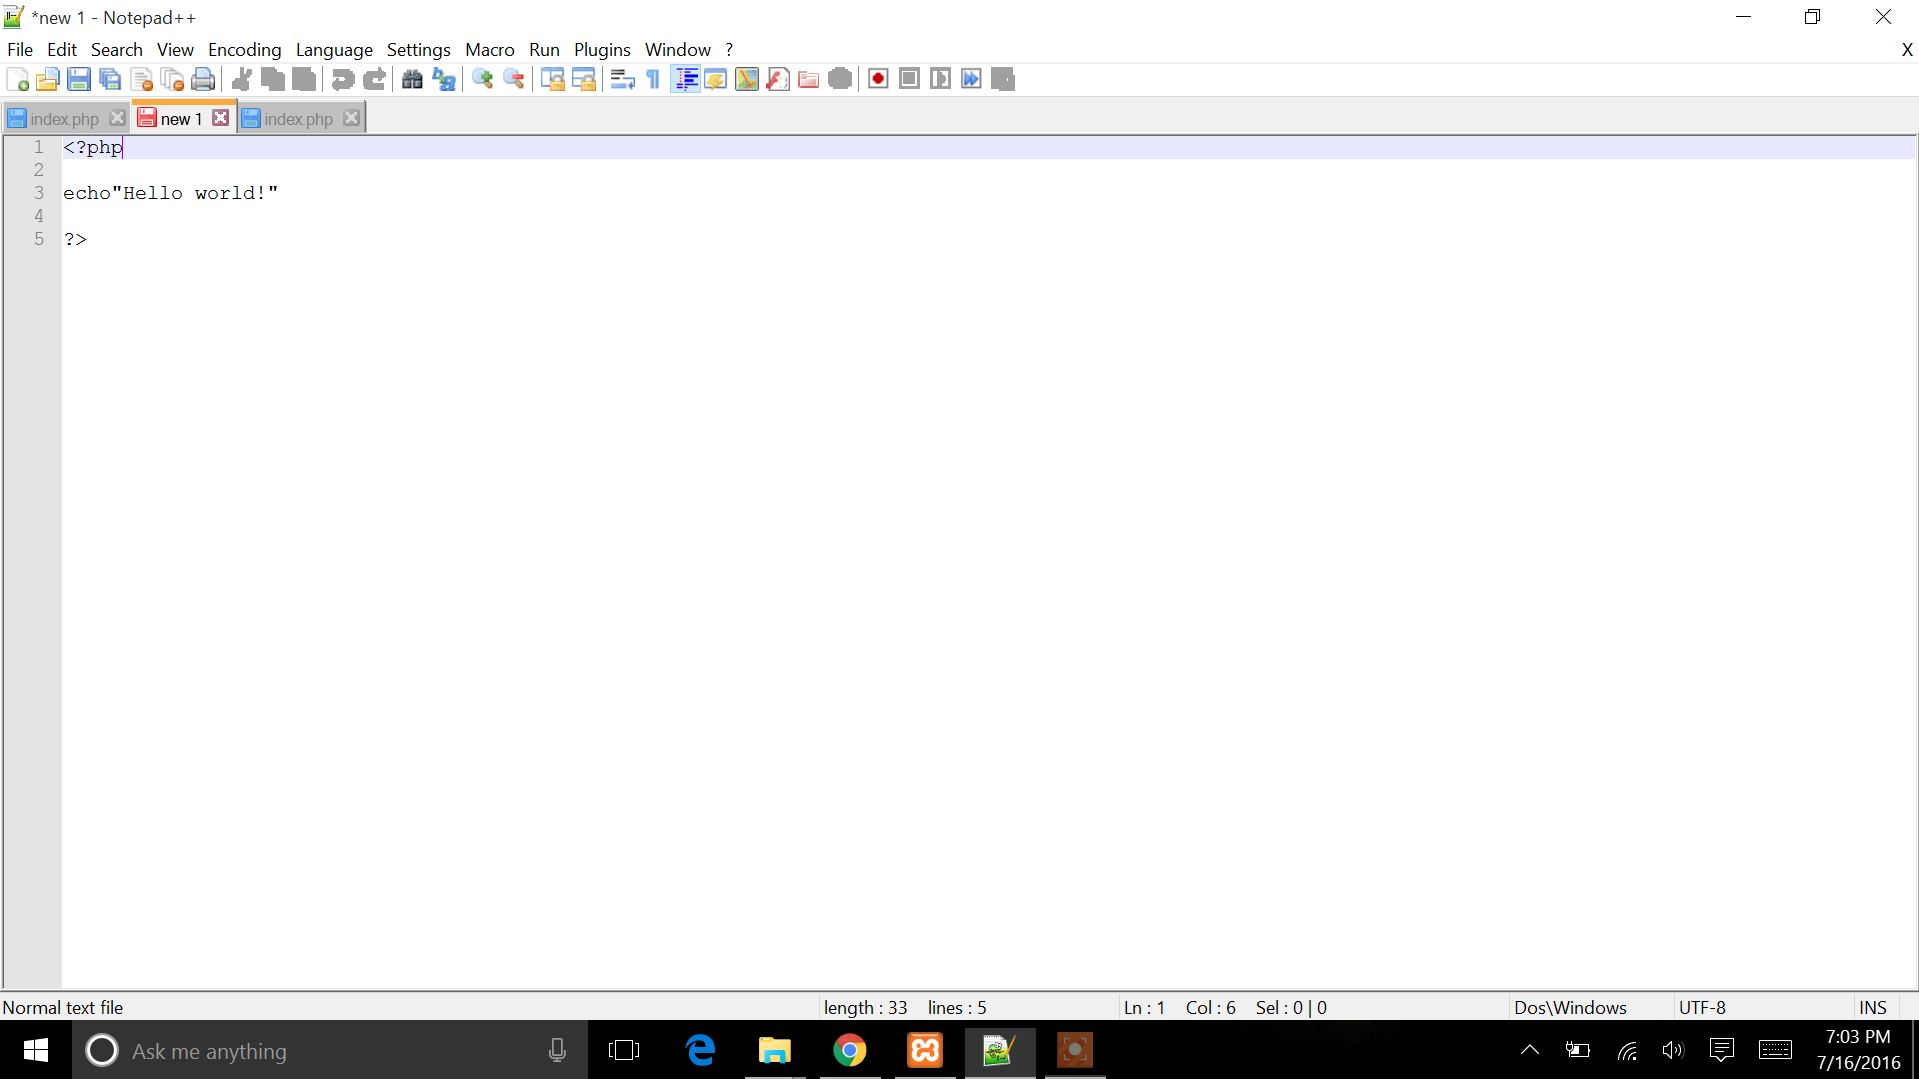 *new 1 - Notepad++
File Edit Search View Encoding Language Settings Macro Run Plugins Window ? X
index.php new 1 index.php
1 <?php
2
3 echo"Hello world!"
4
5 ?>
Normal text file length : 33 lines : 5 Ln : 1 Col : 6 Sel : 0 | 0 Dos\Windows UTF-8 INS
Ask me anything
7:03 PM
7/16/2016